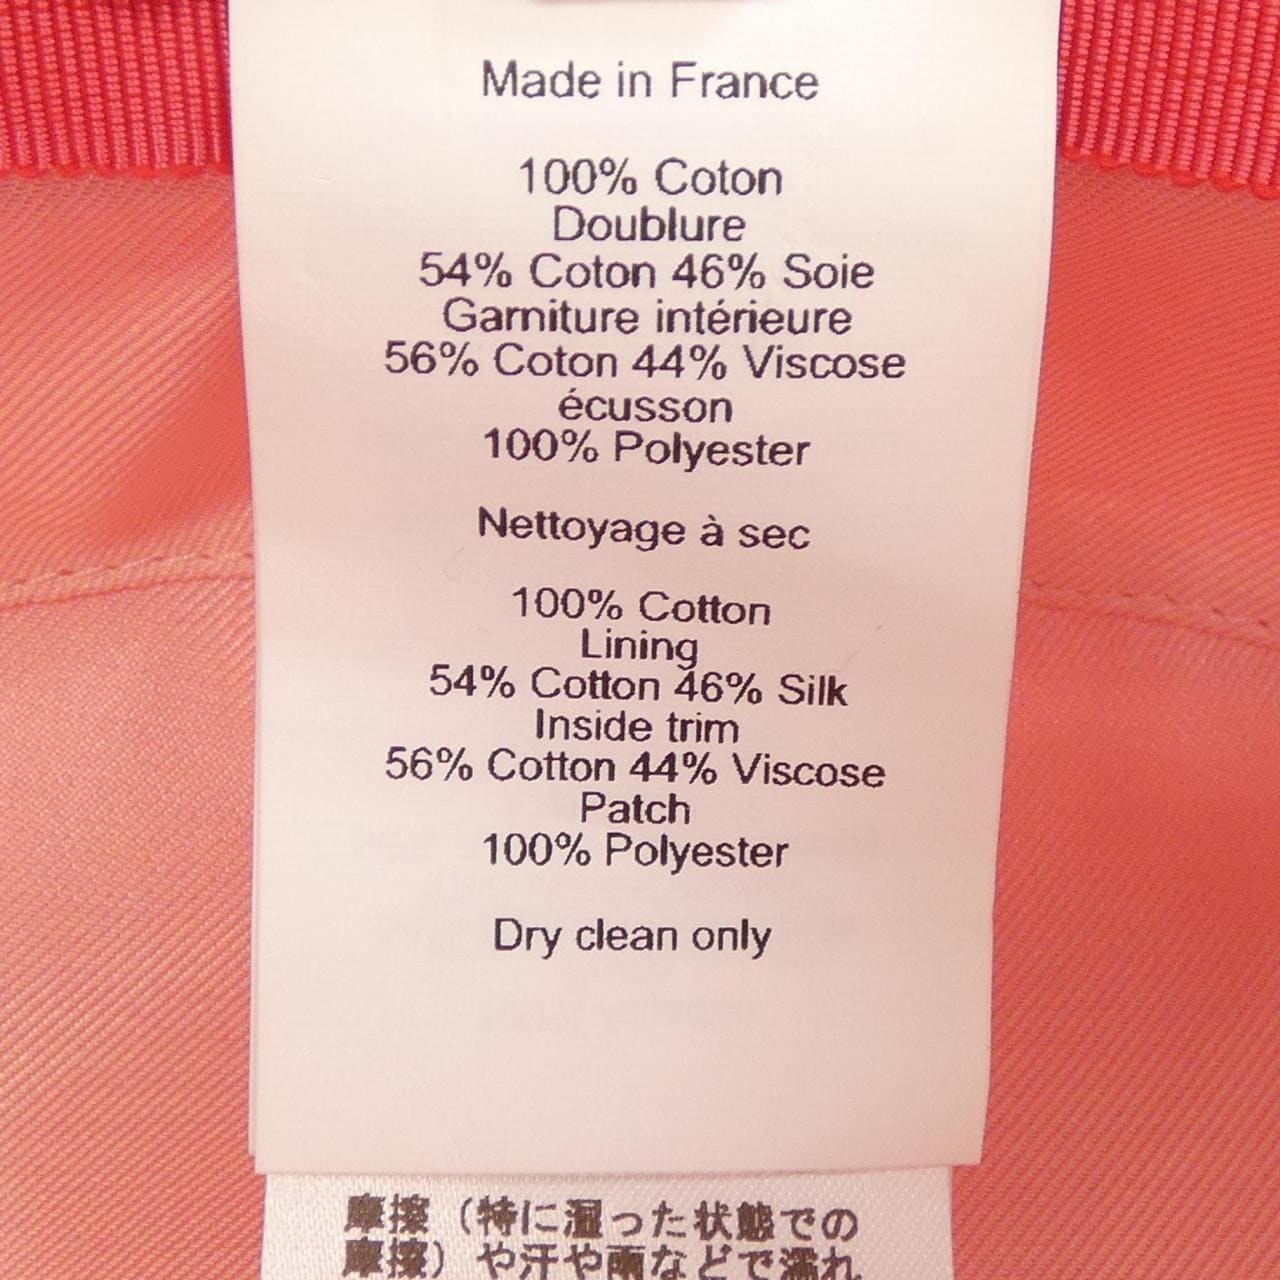 Made in France
100% Coton
Doublure
54% Coton 46% Soie
Garniture intérieure
56% Coton 44% Viscose
écusson
100% Polyester
Nettoyage à sec
100% Cotton
Lining
54% Cotton 46% Silk
Inside trim
56% Cotton 44% Viscose
Patch
100% Polyester
Dry clean only
摩擦（特に湿った状態での
摩擦）や汗や雨などで濡れ